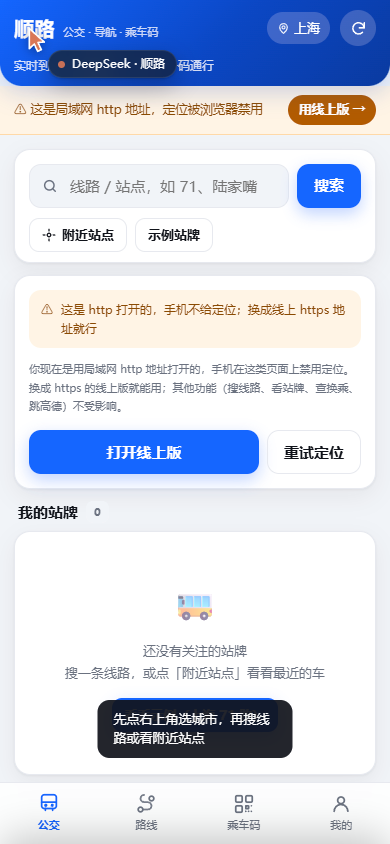 顺路 公交 · 导航 · 乘车码
上海
实时到
DeepSeek · 顺路
码通行
这是局域网 http 地址，定位被浏览器禁用
用线上版 →
线路 / 站点，如 71、陆家嘴
搜索
附近站点
示例站牌
这是 http 打开的，手机不给定位；换成线上 https 地
址就行
你现在是用局域网 http 地址打开的，手机在这类页面上禁用定位。
换成 https 的线上版就能用；其他功能（搜线路、看站牌、查换乘、
跳高德）不受影响。
打开线上版
重试定位
我的站牌 0
还没有关注的站牌
搜一条线路，或点「附近站点」看看最近的车
先点右上角选城市，再搜线
路或看附近站点
公交
路线
乘车码
我的